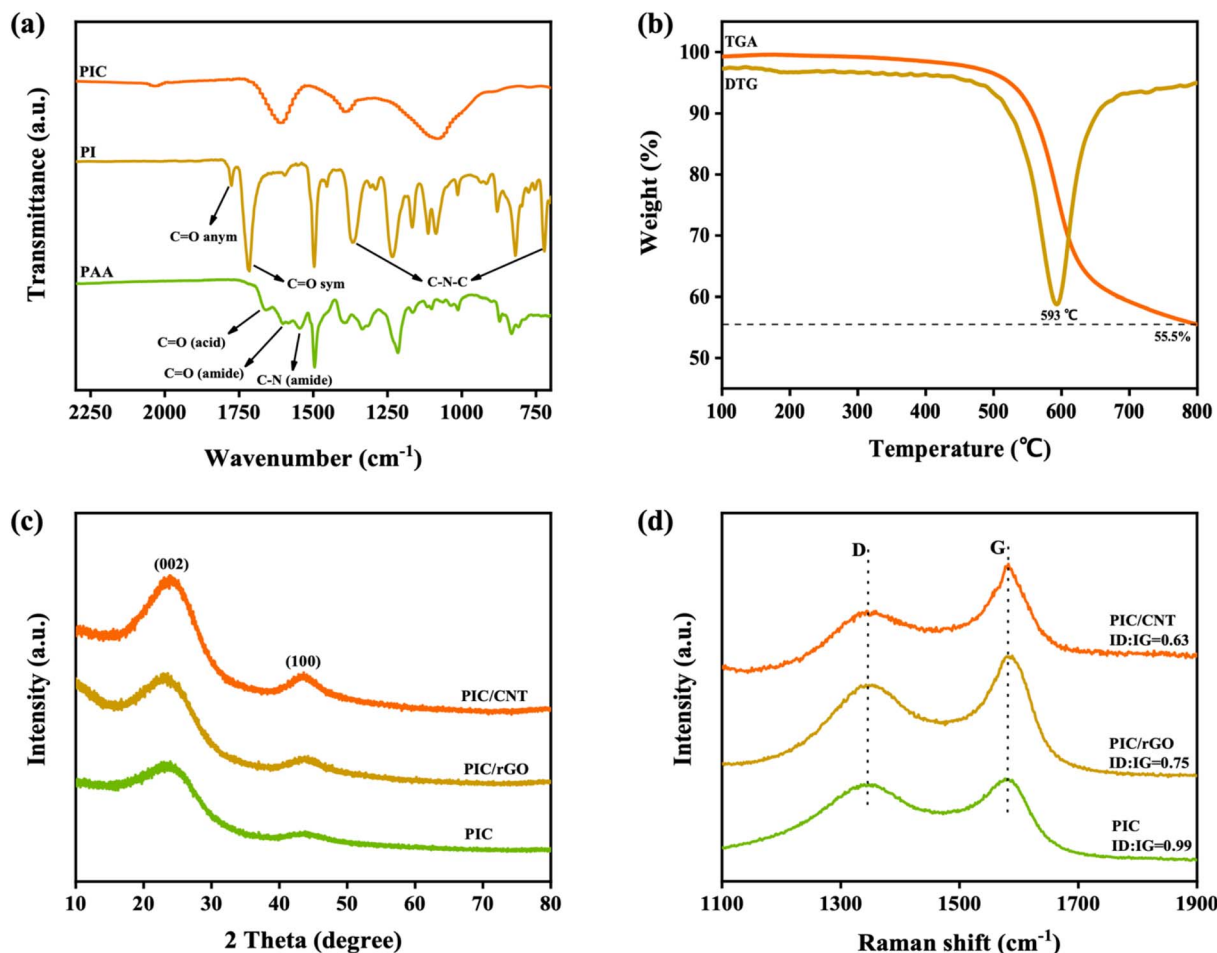 (a)
PIC
PI
C=O anym
C=O sym
C-N-C
PAA
C=O (acid)
C=O (amide)
C-N (amide)
Transmittance (a.u.)
2250 2000 1750 1500 1250 1000 750
Wavenumber (cm⁻¹)
(b)
TGA
DTG
593 ℃
55.5%
Weight (%)
100
90
80
70
60
50
100 200 300 400 500 600 700 800
Temperature (℃)
(c)
(002)
(100)
PIC/CNT
PIC/rGO
PIC
Intensity (a.u.)
10 20 30 40 50 60 70 80
2 Theta (degree)
(d)
D
G
PIC/CNT
ID:IG=0.63
PIC/rGO
ID:IG=0.75
PIC
ID:IG=0.99
Intensity (a.u.)
1100 1300 1500 1700 1900
Raman shift (cm⁻¹)